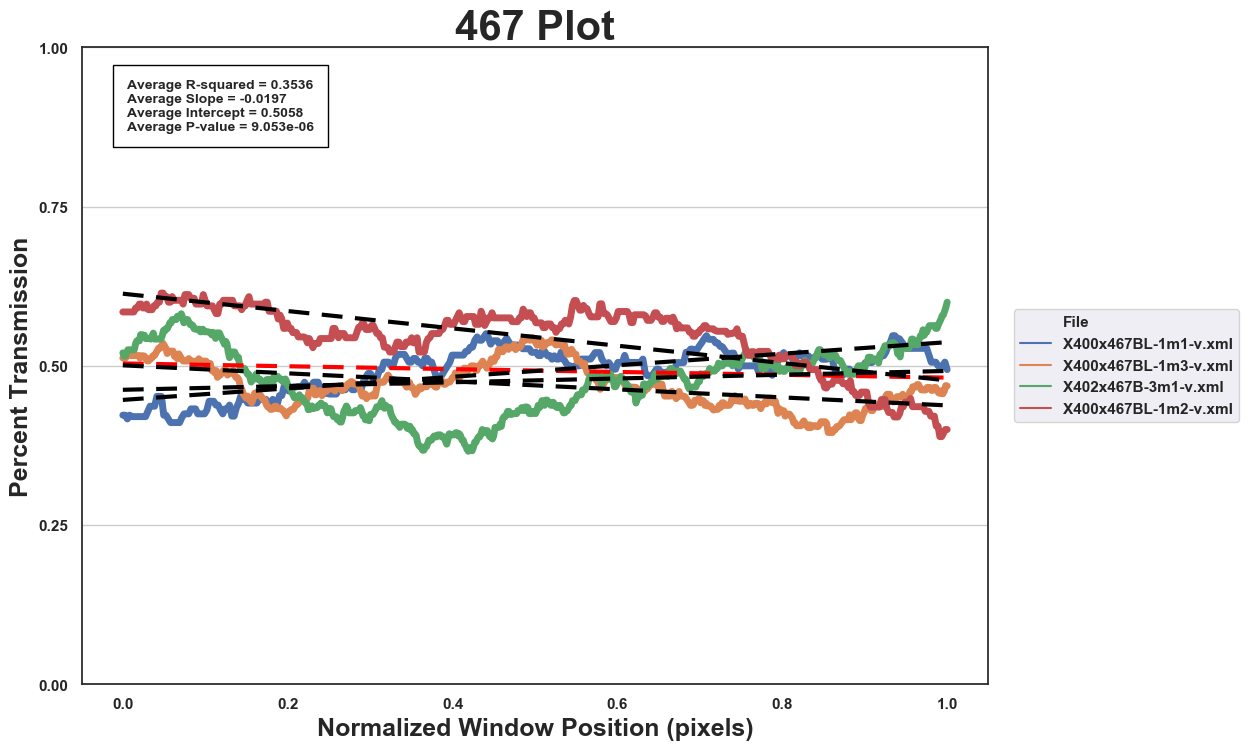 467 Plot
1.00
0.75
0.50
0.25
0.00
Percent Transmission
Average R-squared = 0.3536
Average Slope = -0.0197
Average Intercept = 0.5058
Average P-value = 9.053e-06
0.0 0.2 0.4 0.6 0.8 1.0
Normalized Window Position (pixels)
File
X400x467BL-1m1-v.xml
X400x467BL-1m3-v.xml
X402x467B-3m1-v.xml
X400x467BL-1m2-v.xml